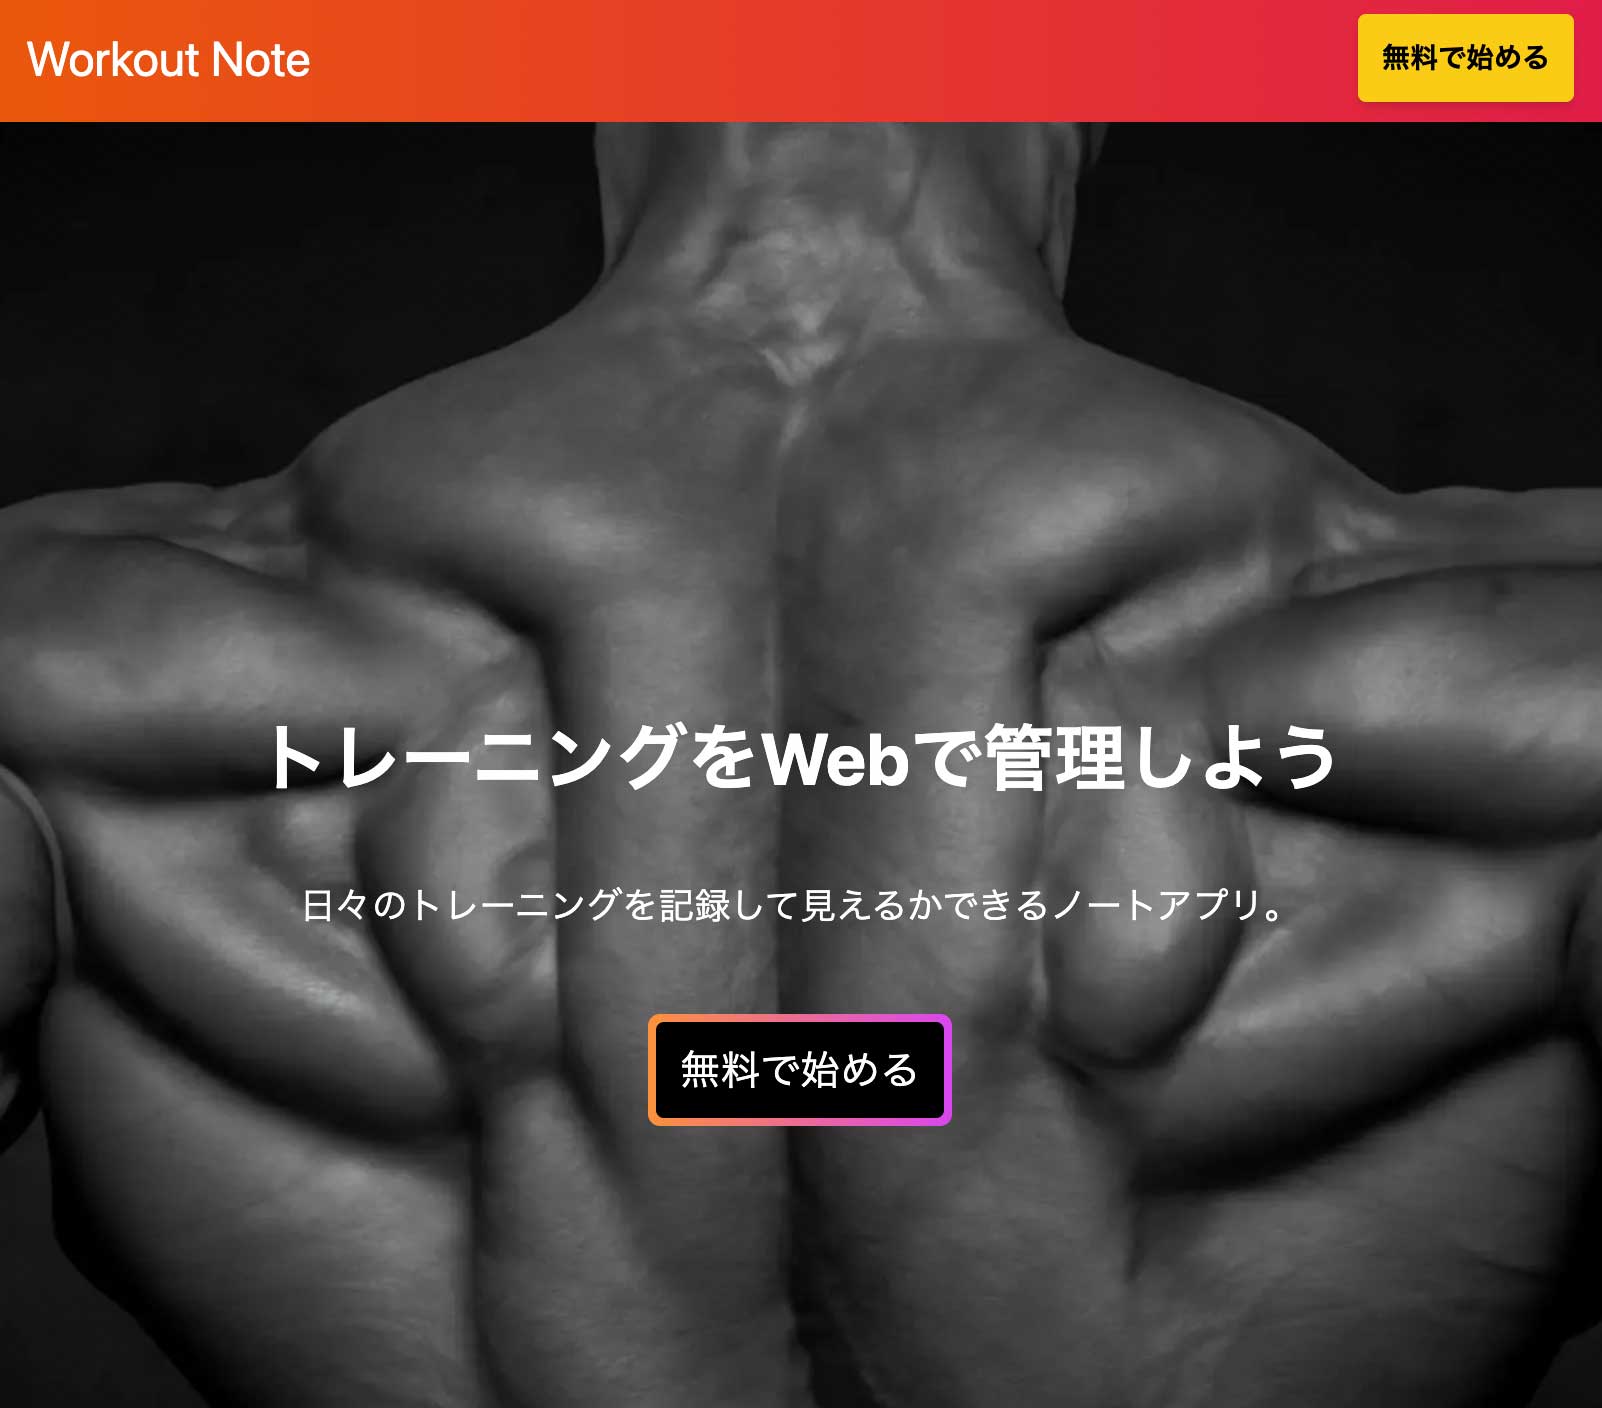 Workout Note
無料で始める
トレーニングをWebで管理しよう
日々のトレーニングを記録して見えるかできるノートアプリ。
無料で始める